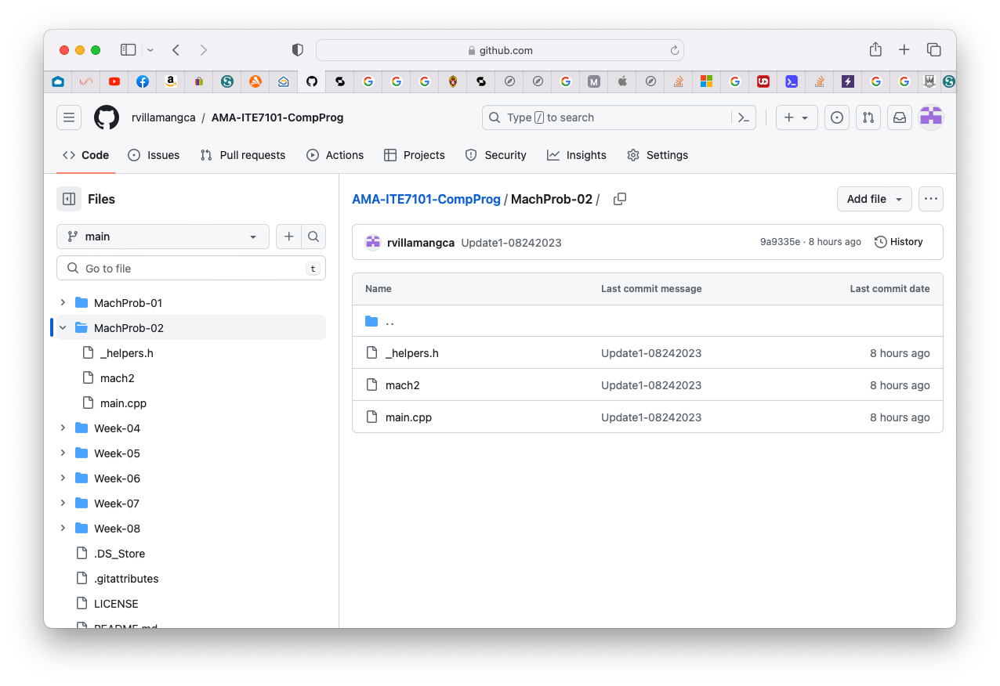 github.com
rvillamangca / AMA-ITE7101-CompProg
Type / to search
Code Issues Pull requests Actions Projects Security Insights Settings
Files
main
Go to file t
MachProb-01
MachProb-02
_helpers.h
mach2
main.cpp
Week-04
Week-05
Week-06
Week-07
Week-08
.DS_Store
.gitattributes
LICENSE
README.md
AMA-ITE7101-CompProg / MachProb-02 /
Add file
rvillamangca Update1-08242023 9a9335e · 8 hours ago History
Name Last commit message Last commit date
..
_helpers.h Update1-08242023 8 hours ago
mach2 Update1-08242023 8 hours ago
main.cpp Update1-08242023 8 hours ago